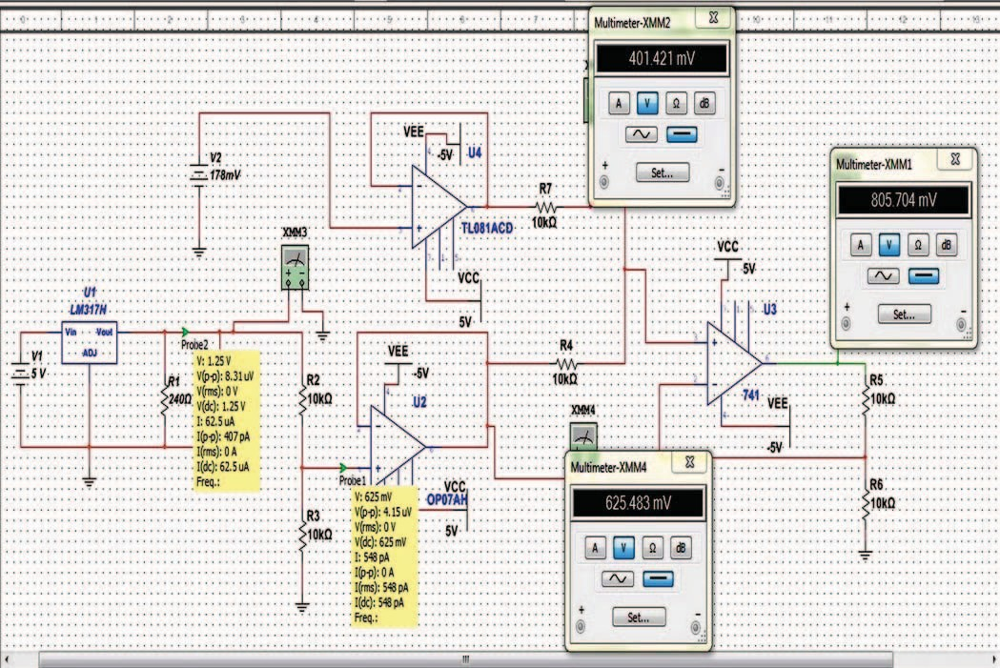 Multimeter-XMM2
401.421 mV
A V Ω dB
+ Set... -
Multimeter-XMM1
805.704 mV
A V Ω dB
+ Set... -
Multimeter-XMM4
625.483 mV
A V Ω dB
+ Set... -
V2
178mV
VEE
-5V
U4
TL081ACD
VCC
5V
R7
10kΩ
XMM3
U1
LM317H
Vin Vout
ADJ
V1
5 V
R1
240Ω
Probe2
V: 1.25 V
V(p-p): 8.31 uV
V(rms): 0 V
V(dc): 1.25 V
I: 62.5 uA
I(p-p): 407 pA
I(rms): 0 A
I(dc): 62.5 uA
Freq.:
R2
10kΩ
R3
10kΩ
VEE
-5V
U2
OP07AH
VCC
5V
Probe1
V: 625 mV
V(p-p): 4.15 uV
V(rms): 0 V
V(dc): 625 mV
I: 548 pA
I(p-p): 0 A
I(rms): 548 pA
I(dc): 548 pA
Freq.:
R4
10kΩ
XMM4
VCC
5V
U3
741
VEE
-5V
R5
10kΩ
R6
10kΩ